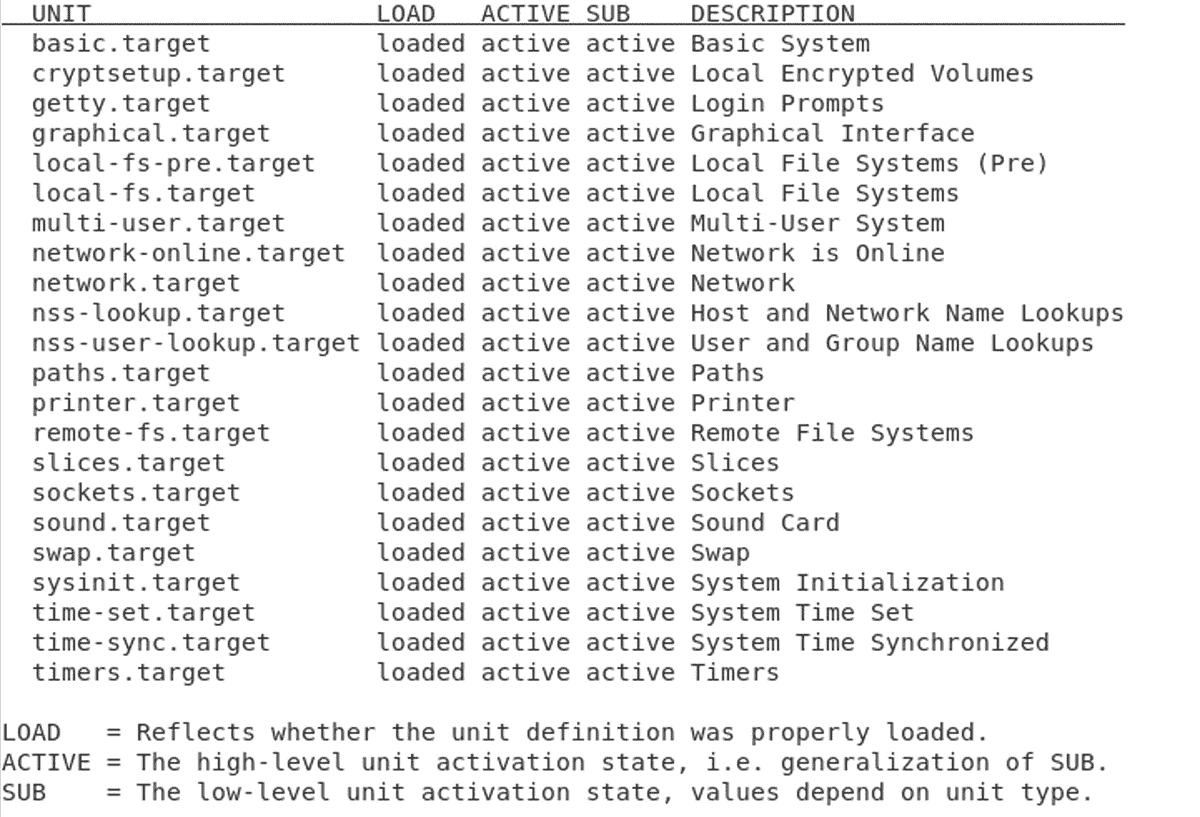 UNIT LOAD ACTIVE SUB DESCRIPTION
basic.target loaded active active Basic System
cryptsetup.target loaded active active Local Encrypted Volumes
getty.target loaded active active Login Prompts
graphical.target loaded active active Graphical Interface
local-fs-pre.target loaded active active Local File Systems (Pre)
local-fs.target loaded active active Local File Systems
multi-user.target loaded active active Multi-User System
network-online.target loaded active active Network is Online
network.target loaded active active Network
nss-lookup.target loaded active active Host and Network Name Lookups
nss-user-lookup.target loaded active active User and Group Name Lookups
paths.target loaded active active Paths
printer.target loaded active active Printer
remote-fs.target loaded active active Remote File Systems
slices.target loaded active active Slices
sockets.target loaded active active Sockets
sound.target loaded active active Sound Card
swap.target loaded active active Swap
sysinit.target loaded active active System Initialization
time-set.target loaded active active System Time Set
time-sync.target loaded active active System Time Synchronized
timers.target loaded active active Timers
LOAD = Reflects whether the unit definition was properly loaded.
ACTIVE = The high-level unit activation state, i.e. generalization of SUB.
SUB = The low-level unit activation state, values depend on unit type.